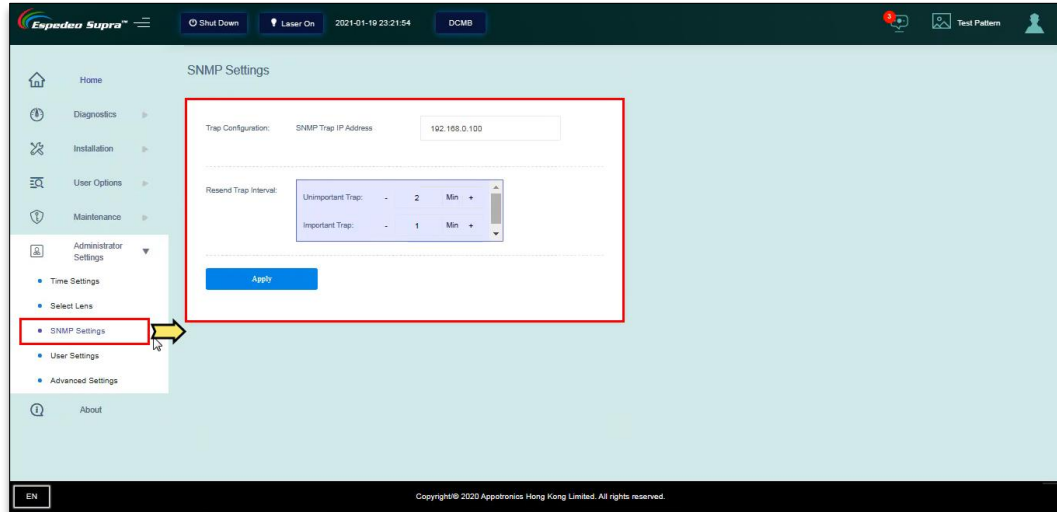 Espedeo Supra™
Shut Down
Laser On
2021-01-19 23:21:54
DCMB
3
Test Pattern
Home
Diagnostics
Installation
User Options
Maintenance
Administrator
Settings
Time Settings
Select Lens
SNMP Settings
User Settings
Advanced Settings
About
SNMP Settings
Trap Configuration: SNMP Trap IP Address 192.168.0.100
Resend Trap Interval:
Unimportant Trap: - 2 Min +
Important Trap: - 1 Min +
Apply
EN
Copyright/© 2020 Appotronics Hong Kong Limited. All rights reserved.